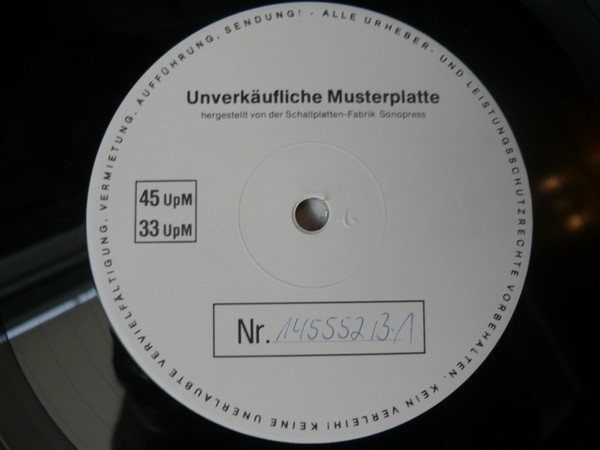 Unverkäufliche Musterplatte
hergestellt von der Schallplatten-Fabrik Sonopress
45 UpM
33 UpM
Nr. 145552 B-1
ALLE URHEBER- UND LEISTUNGSSCHUTZRECHTE VORBEHALTEN. KEIN VERLEIH! KEINE UNERLAUBTE VERVIELFÄLTIGUNG, VERMIETUNG, AUFFÜHRUNG, SENDUNG! -